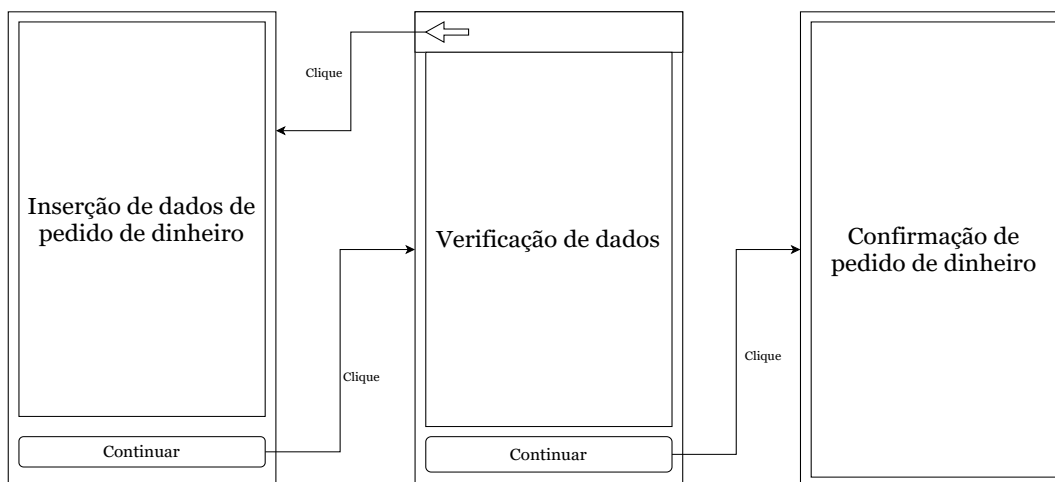 Clique
Inserção de dados de
pedido de dinheiro
Clique
Continuar
Verificação de dados
Continuar
Clique
Confirmação de
pedido de dinheiro